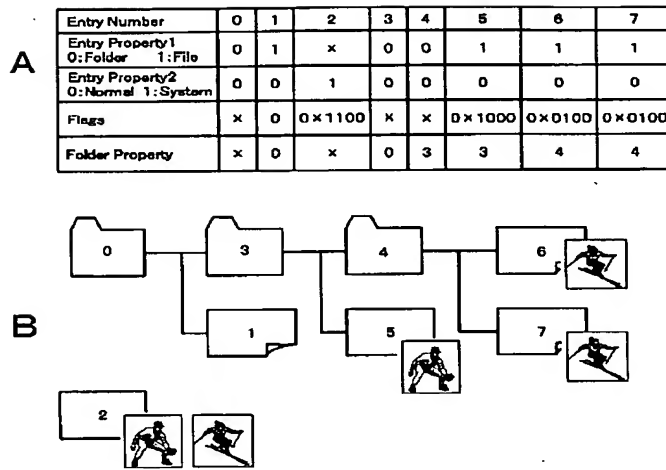 Entry Number 0 1 2 3 4 5 6 7
Entry Property1
0:Folder 1:File 0 1 × 0 0 1 1 1
A
Entry Property2
0:Normal 1:System 0 0 1 0 0 0 0 0
Flags × 0 0×1100 × × 0×1000 0×0100 0×0100
Folder Property × 0 × 0 3 3 4 4
0 3 4 6
B
1 5 7
2